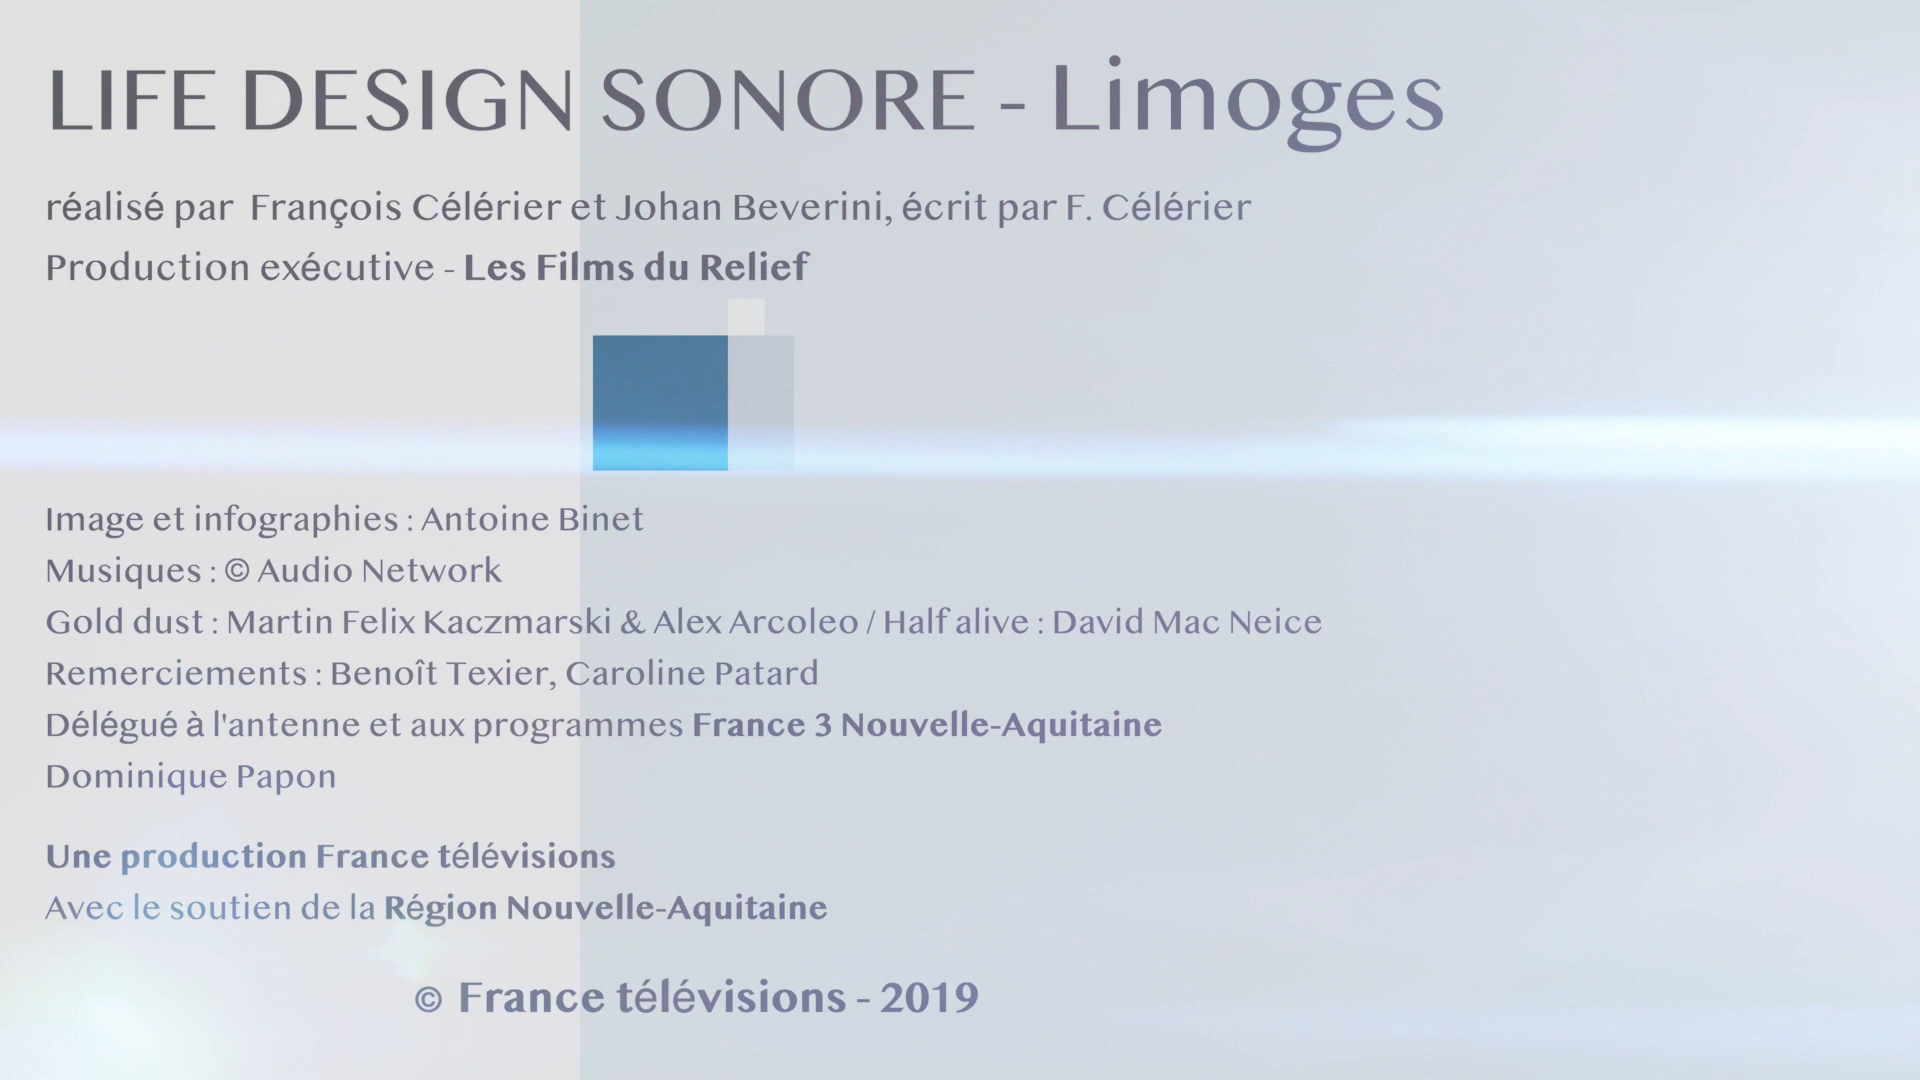 LIFE DESIGN SONORE - Limoges
réalisé par François Célérier et Johan Beverini, écrit par F. Célérier
Production exécutive - Les Films du Relief
Image et infographies : Antoine Binet
Musiques : © Audio Network
Gold dust : Martin Felix Kaczmarski & Alex Arcoleo / Half alive : David Mac Neice
Remerciements : Benoît Texier, Caroline Patard
Délégué à l'antenne et aux programmes France 3 Nouvelle-Aquitaine
Dominique Papon
Une production France télévisions
Avec le soutien de la Région Nouvelle-Aquitaine
© France télévisions - 2019